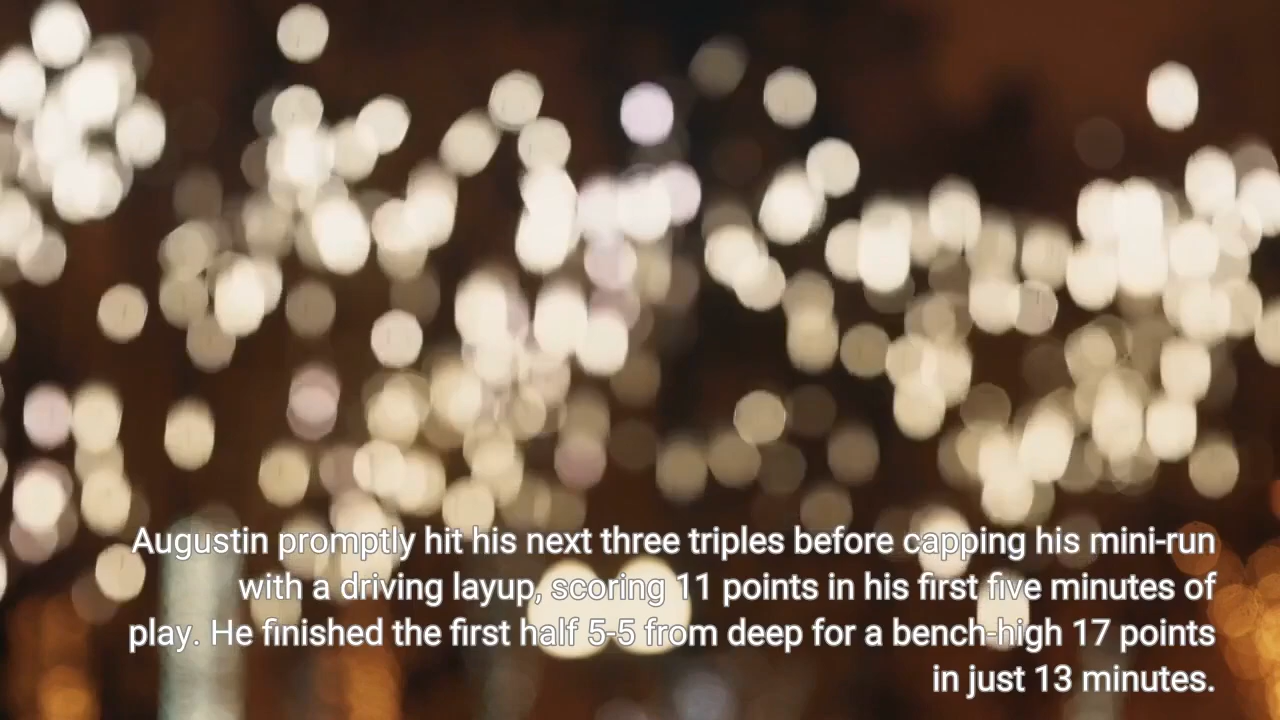 Augustin promptly hit his next three triples before capping his mini-run
with a driving layup, scoring 11 points in his first five minutes of
play. He finished the first half 5-5 from deep for a bench-high 17 points
in just 13 minutes.